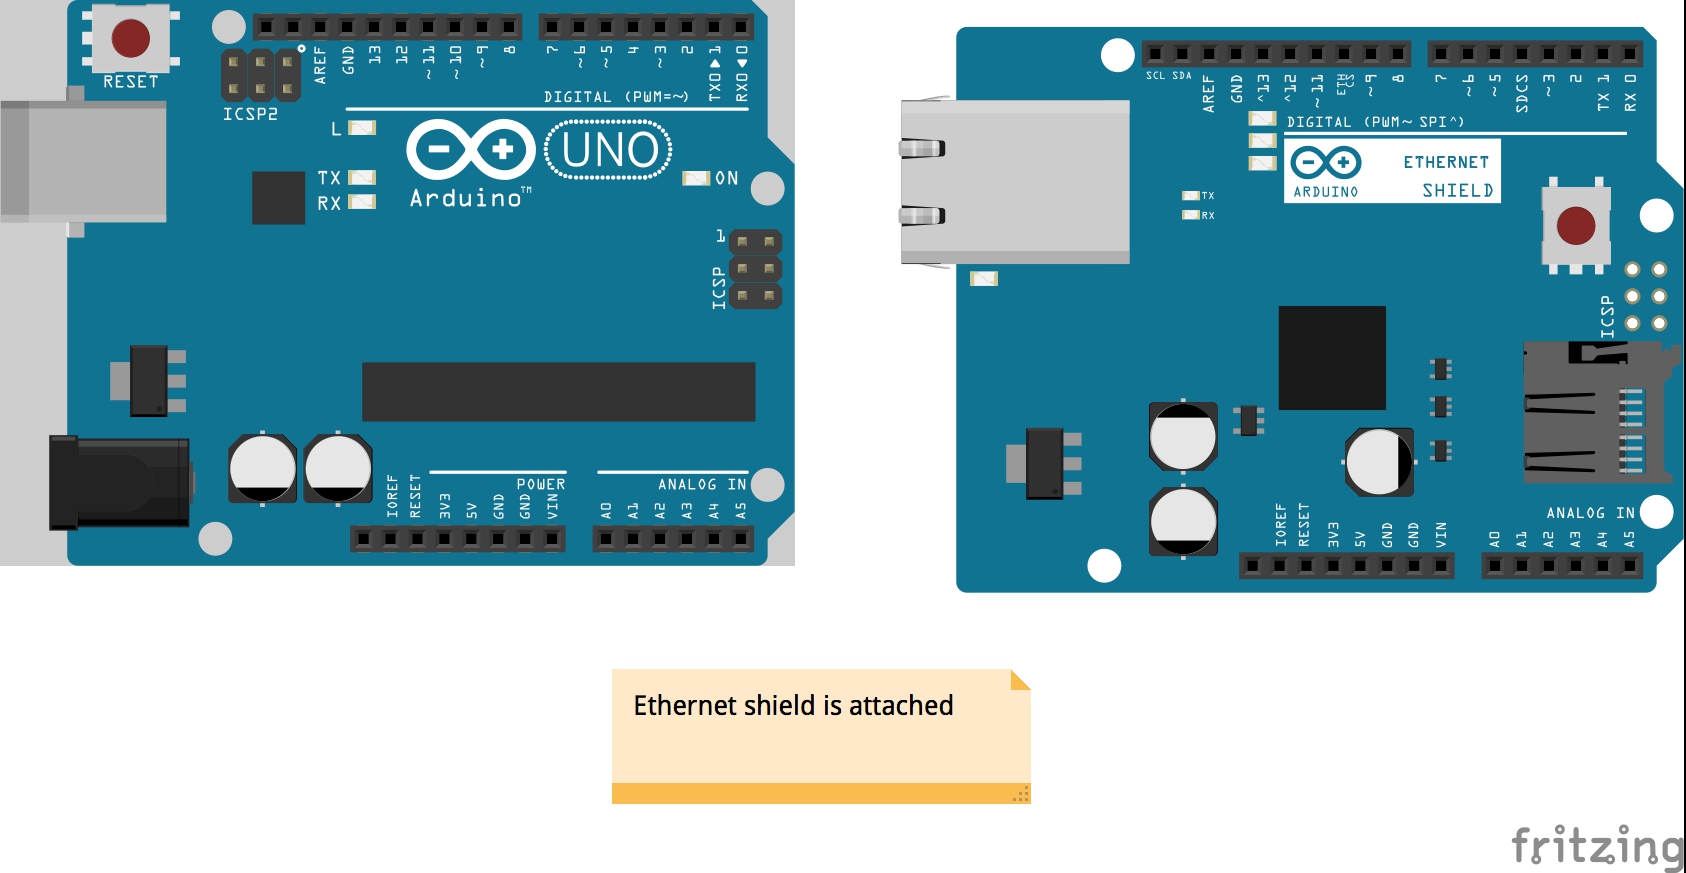 RESET
ICSP2
AREF
GND
13
12
~11
~10
~9
8
7
~6
~5
4
~3
2
TX0▶1
RX0◀0
DIGITAL (PWM=~)
L
TX
RX
Arduino™
UNO
ON
1
ICSP
IOREF
RESET
3V3
5V
GND
GND
VIN
POWER
ANALOG IN
A0
A1
A2
A3
A4
A5
SCL SDA
AREF
GND
^13
^12
~11
ETH
CS
~9
8
7
~6
~5
SDCS
~3
2
TX 1
RX 0
DIGITAL (PWM~ SPI^)
ARDUINO
ETHERNET
SHIELD
TX
RX
ICSP
IOREF
RESET
3V3
5V
GND
GND
VIN
ANALOG IN
A0
A1
A2
A3
A4
A5
Ethernet shield is attached
fritzing